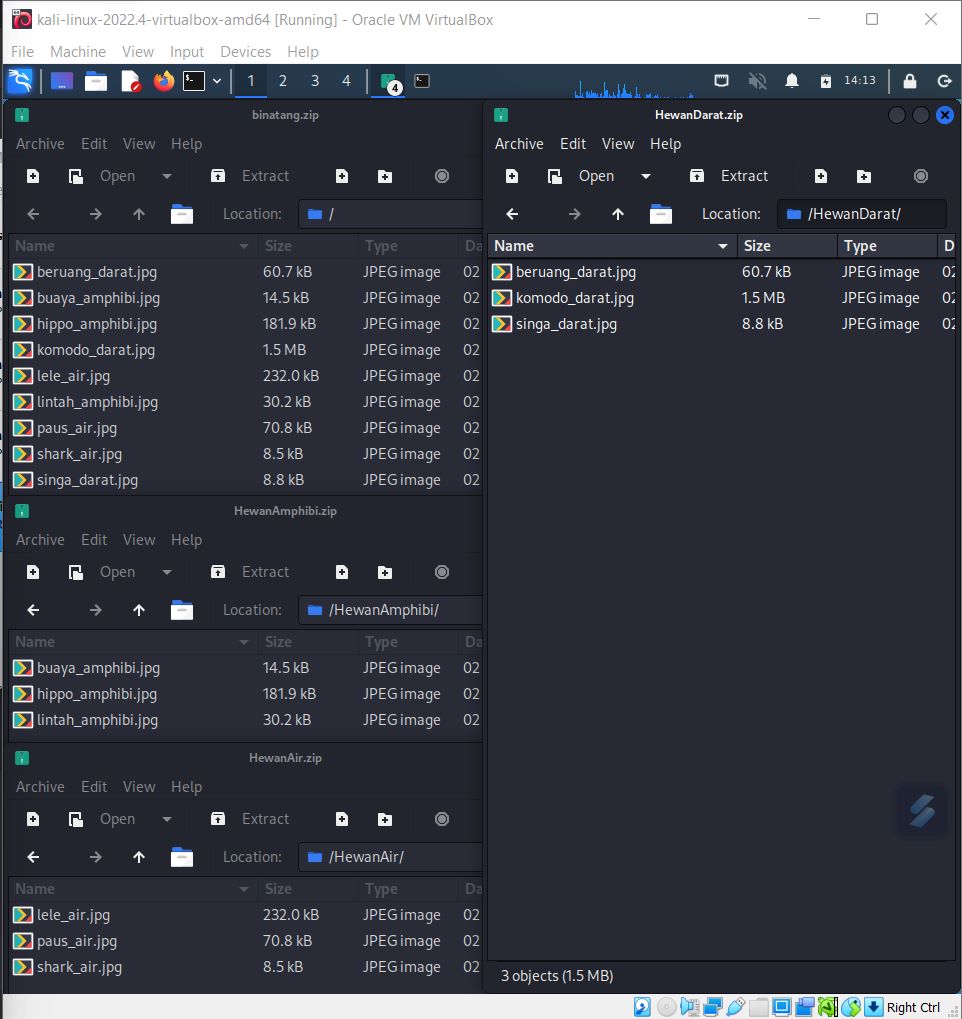 kali-linux-2022.4-virtualbox-amd64 [Running] - Oracle VM VirtualBox
File Machine View Input Devices Help
1 2 3 4 4 14:13
binatang.zip
Archive Edit View Help
Open Extract
Location: /
Name Size Type Da
beruang_darat.jpg 60.7 kB JPEG image 02
buaya_amphibi.jpg 14.5 kB JPEG image 02
hippo_amphibi.jpg 181.9 kB JPEG image 02
komodo_darat.jpg 1.5 MB JPEG image 02
lele_air.jpg 232.0 kB JPEG image 02
lintah_amphibi.jpg 30.2 kB JPEG image 02
paus_air.jpg 70.8 kB JPEG image 02
shark_air.jpg 8.5 kB JPEG image 02
singa_darat.jpg 8.8 kB JPEG image 02
HewanAmphibi.zip
Archive Edit View Help
Open Extract
Location: /HewanAmphibi/
Name Size Type Da
buaya_amphibi.jpg 14.5 kB JPEG image 02
hippo_amphibi.jpg 181.9 kB JPEG image 02
lintah_amphibi.jpg 30.2 kB JPEG image 02
HewanAir.zip
Archive Edit View Help
Open Extract
Location: /HewanAir/
Name Size Type Da
lele_air.jpg 232.0 kB JPEG image 02
paus_air.jpg 70.8 kB JPEG image 02
shark_air.jpg 8.5 kB JPEG image 02
HewanDarat.zip
Archive Edit View Help
Open Extract
Location: /HewanDarat/
Name Size Type D
beruang_darat.jpg 60.7 kB JPEG image 02
komodo_darat.jpg 1.5 MB JPEG image 02
singa_darat.jpg 8.8 kB JPEG image 02
3 objects (1.5 MB)
Right Ctrl